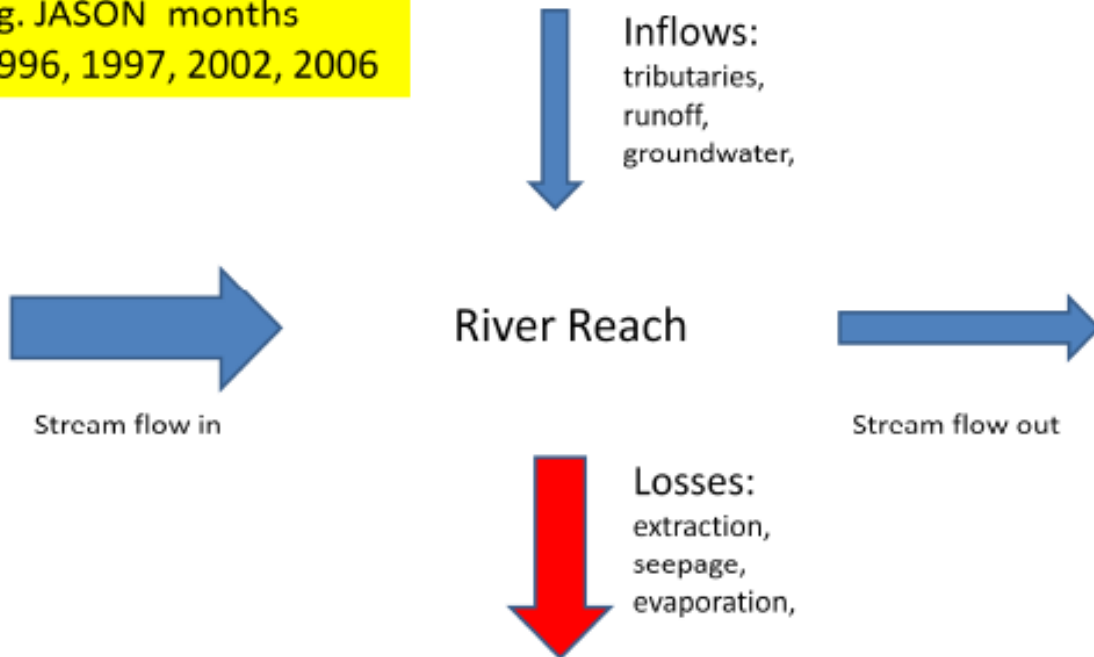 g. JASON months
996, 1997, 2002, 2006
Inflows:
tributaries,
runoff,
groundwater,
River Reach
Stream flow in
Stream flow out
Losses:
extraction,
seepage,
evaporation,